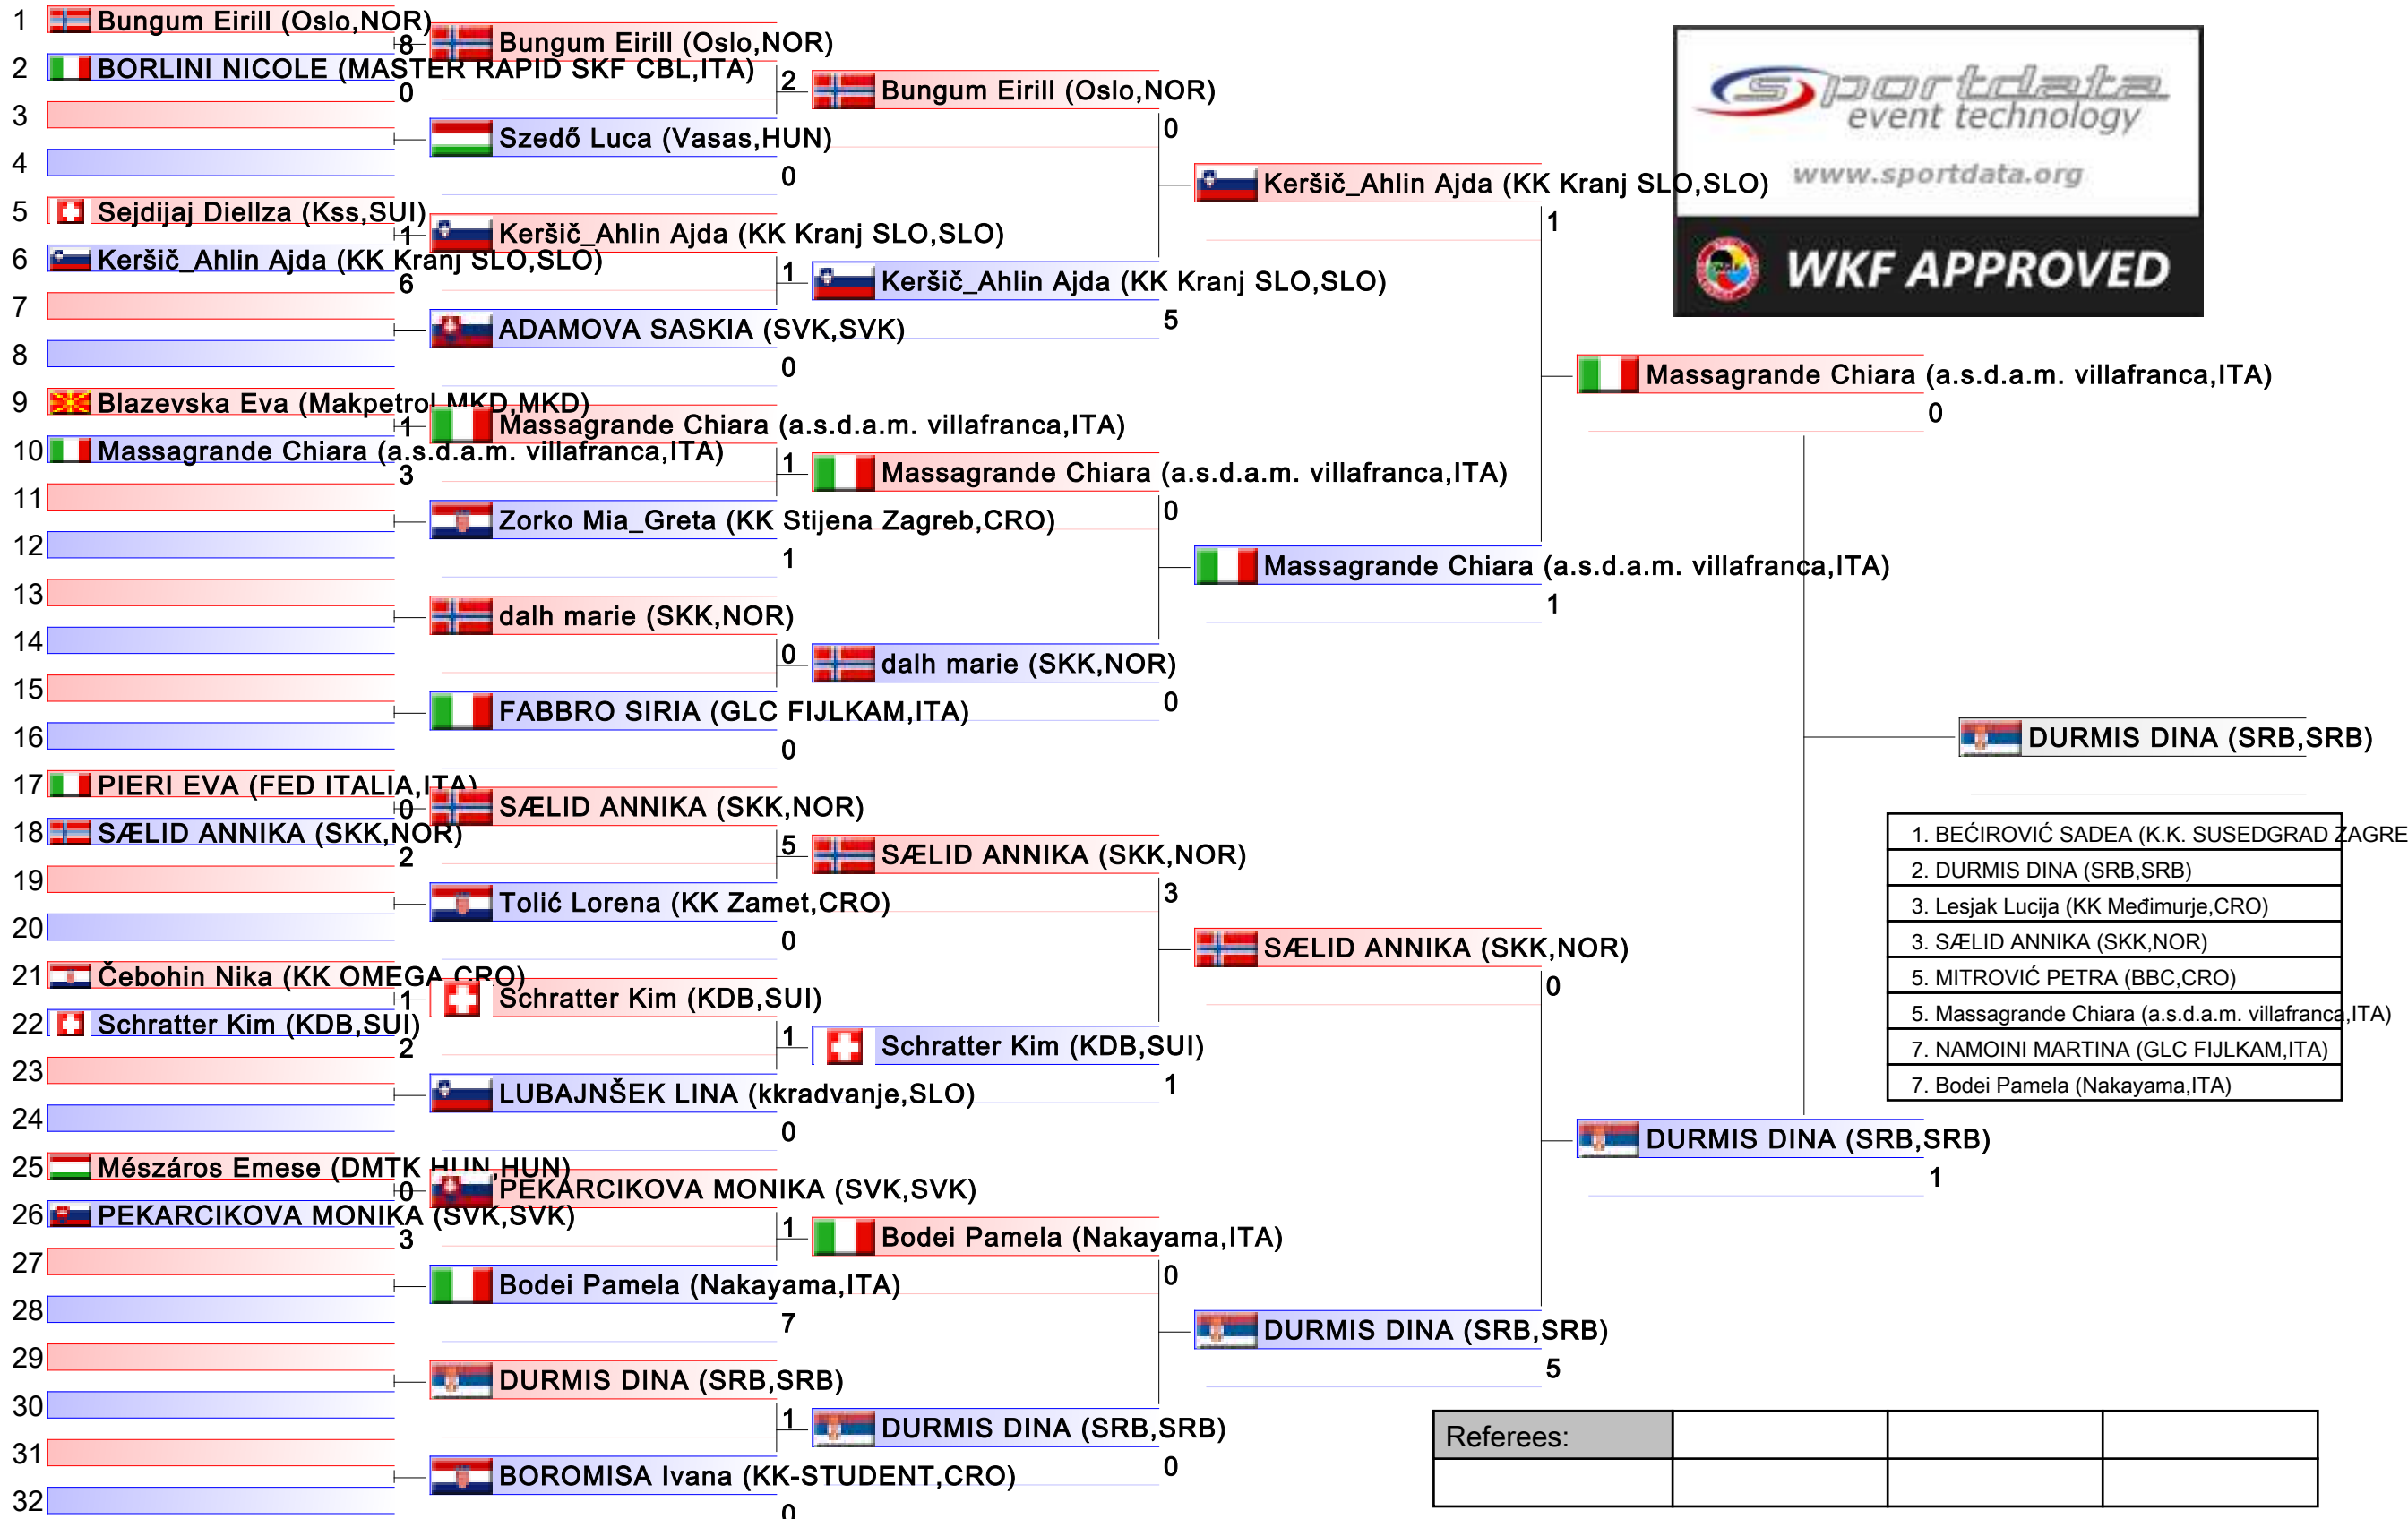 1 Bungum Eirill (Oslo,NOR)
8
2 BORLINI NICOLE (MASTER RAPID SKF CBL,ITA)
0
3
4
5 Sejdijaj Diellza (Kss,SUI)
1
6 Keršič_Ahlin Ajda (KK Kranj SLO,SLO)
6
7
8
9 Blazevska Eva (Makpetrol MKD,MKD)
1
10 Massagrande Chiara (a.s.d.a.m. villafranca,ITA)
3
11
12
13
14
15
16
17 PIERI EVA (FED ITALIA,ITA)
0
18 SÆLID ANNIKA (SKK,NOR)
2
19
20
21 Čebohin Nika (KK OMEGA,CRO)
1
22 Schratter Kim (KDB,SUI)
2
23
24
25 Mészáros Emese (DMTK HUN,HUN)
0
26 PEKARCIKOVA MONIKA (SVK,SVK)
3
27
28
29
30
31
32
Bungum Eirill (Oslo,NOR)
2
Szedő Luca (Vasas,HUN)
0
Keršič_Ahlin Ajda (KK Kranj SLO,SLO)
1
ADAMOVA SASKIA (SVK,SVK)
0
Massagrande Chiara (a.s.d.a.m. villafranca,ITA)
1
Zorko Mia_Greta (KK Stijena Zagreb,CRO)
1
dalh marie (SKK,NOR)
0
FABBRO SIRIA (GLC FIJLKAM,ITA)
0
SÆLID ANNIKA (SKK,NOR)
5
Tolić Lorena (KK Zamet,CRO)
0
Schratter Kim (KDB,SUI)
1
LUBAJNŠEK LINA (kkradvanje,SLO)
0
PEKARCIKOVA MONIKA (SVK,SVK)
1
Bodei Pamela (Nakayama,ITA)
7
DURMIS DINA (SRB,SRB)
1
BOROMISA Ivana (KK-STUDENT,CRO)
0
Bungum Eirill (Oslo,NOR)
0
Keršič_Ahlin Ajda (KK Kranj SLO,SLO)
5
Massagrande Chiara (a.s.d.a.m. villafranca,ITA)
0
dalh marie (SKK,NOR)
0
SÆLID ANNIKA (SKK,NOR)
3
Schratter Kim (KDB,SUI)
1
Bodei Pamela (Nakayama,ITA)
0
DURMIS DINA (SRB,SRB)
0
Keršič_Ahlin Ajda (KK Kranj SLO,SLO)
1
Massagrande Chiara (a.s.d.a.m. villafranca,ITA)
1
SÆLID ANNIKA (SKK,NOR)
0
DURMIS DINA (SRB,SRB)
5
Massagrande Chiara (a.s.d.a.m. villafranca,ITA)
0
DURMIS DINA (SRB,SRB)
1
DURMIS DINA (SRB,SRB)
sportdata
event technology
www.sportdata.org
WKF APPROVED
1. BEĆIROVIĆ SADEA (K.K. SUSEDGRAD ZAGRE
2. DURMIS DINA (SRB,SRB)
3. Lesjak Lucija (KK Međimurje,CRO)
3. SÆLID ANNIKA (SKK,NOR)
5. MITROVIĆ PETRA (BBC,CRO)
5. Massagrande Chiara (a.s.d.a.m. villafranca,ITA)
7. NAMOINI MARTINA (GLC FIJLKAM,ITA)
7. Bodei Pamela (Nakayama,ITA)
Referees: